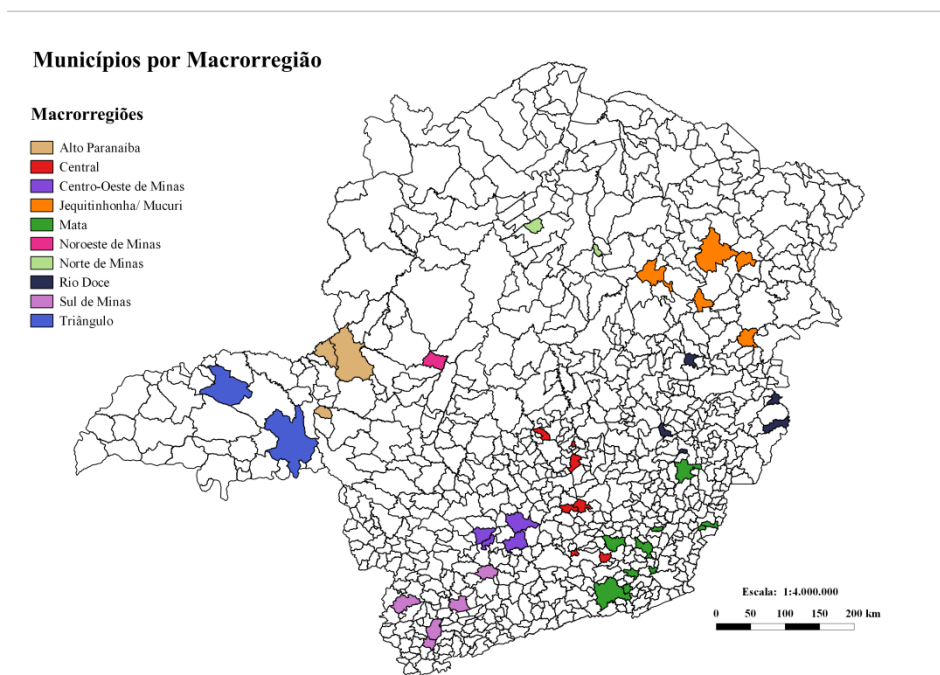 Municípios por Macrorregião
Macrorregiões
Alto Paranaíba
Central
Centro-Oeste de Minas
Jequitinhonha/ Mucuri
Mata
Noroeste de Minas
Norte de Minas
Rio Doce
Sul de Minas
Triângulo
Escala: 1:4.000.000
0 50 100 150 200 km